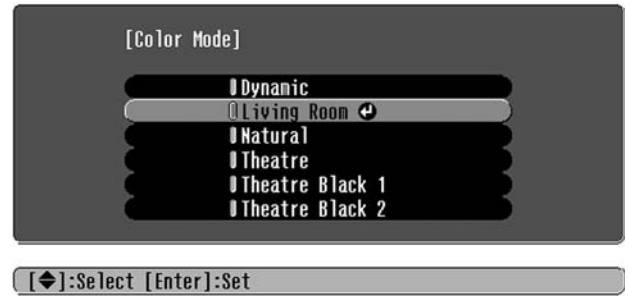 [Color Mode]
Dynamic
Living Room
Natural
Theatre
Theatre Black 1
Theatre Black 2
[◆]:Select [Enter]:Set